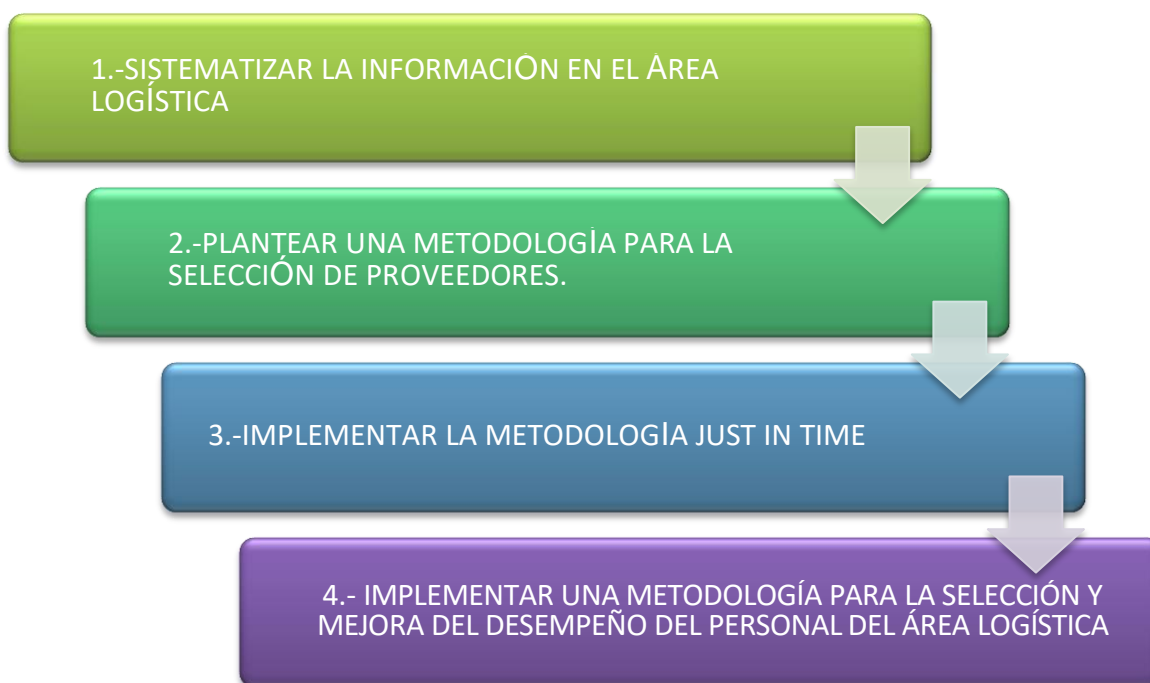 1.-SISTEMATIZAR LA INFORMACIÓN EN EL ÁREA
LOGÍSTICA
2.-PLANTEAR UNA METODOLOGÍA PARA LA
SELECCIÓN DE PROVEEDORES.
3.-IMPLEMENTAR LA METODOLOGÍA JUST IN TIME
4.- IMPLEMENTAR UNA METODOLOGÍA PARA LA SELECCIÓN Y
MEJORA DEL DESEMPEÑO DEL PERSONAL DEL ÁREA LOGÍSTICA